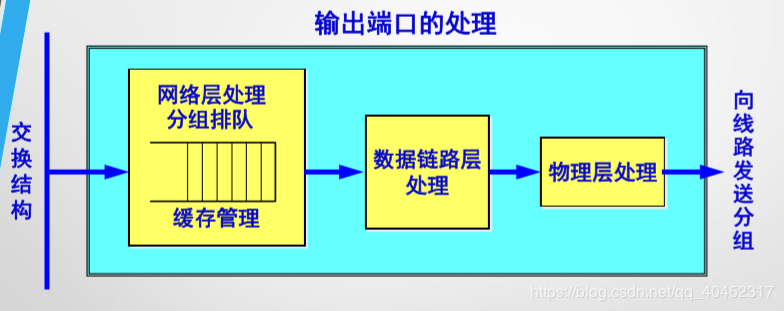 输出端口的处理
交换结构
网络层处理
分组排队
缓存管理
数据链路层
处理
物理层处理
向线路发送分组
https://blog.csdn.net/qq_40452317